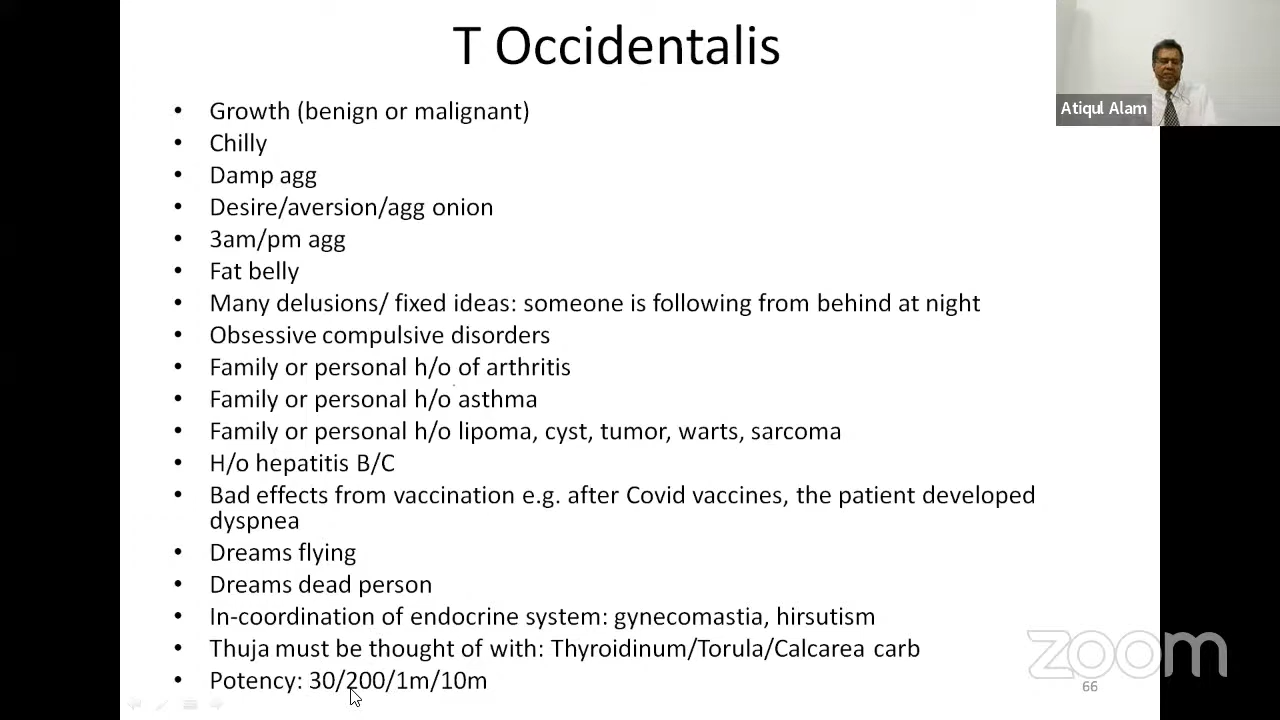 T Occidentalis
Atiqul Alam
• Growth (benign or malignant)
• Chilly
• Damp agg
• Desire/aversion/agg onion
• 3am/pm agg
• Fat belly
• Many delusions/ fixed ideas: someone is following from behind at night
• Obsessive compulsive disorders
• Family or personal h/o of arthritis
• Family or personal h/o asthma
• Family or personal h/o lipoma, cyst, tumor, warts, sarcoma
• H/o hepatitis B/C
• Bad effects from vaccination e.g. after Covid vaccines, the patient developed
dyspnea
• Dreams flying
• Dreams dead person
• In-coordination of endocrine system: gynecomastia, hirsutism
• Thuja must be thought of with: Thyroidinum/Torula/Calcarea carb
• Potency: 30/200/1m/10m
zoom
66